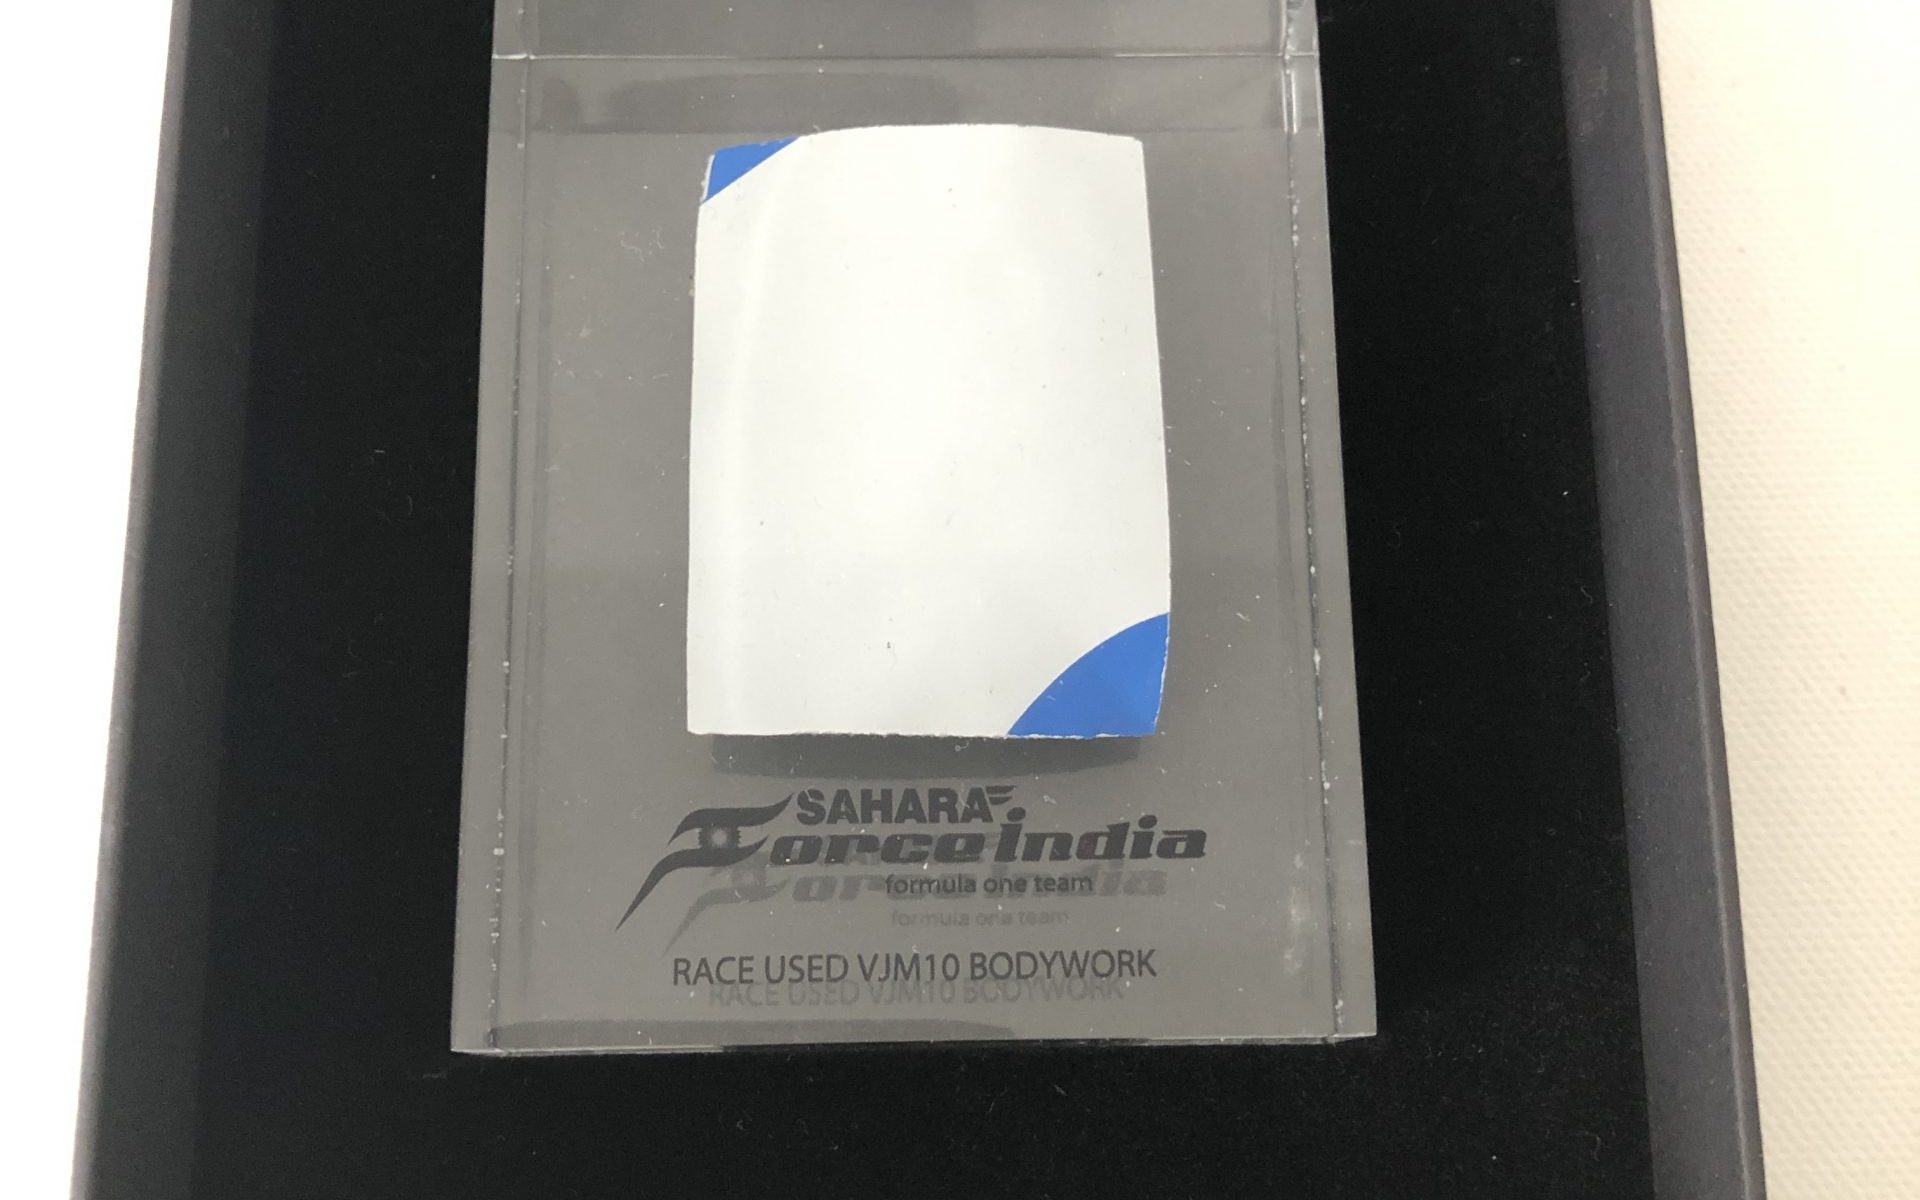 SAHARA
Force india
formula one team
RACE USED VJM10 BODYWORK